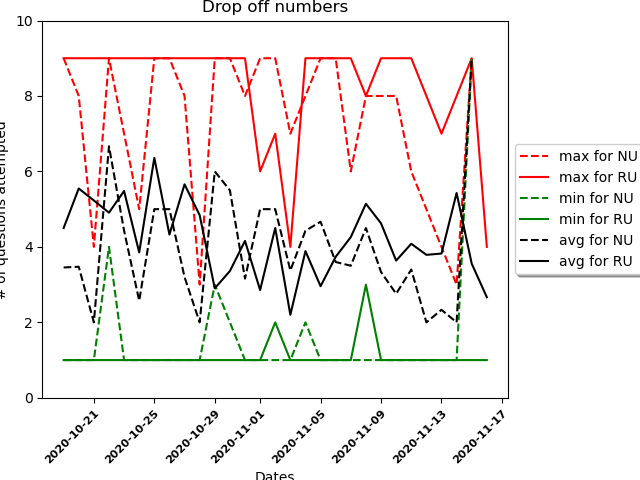 Drop off numbers
# of questions attempted
10
8
6
4
2
0
2020-10-21
2020-10-25
2020-10-29
2020-11-01
2020-11-05
2020-11-09
2020-11-13
2020-11-17
Dates
max for NU
max for RU
min for NU
min for RU
avg for NU
avg for RU